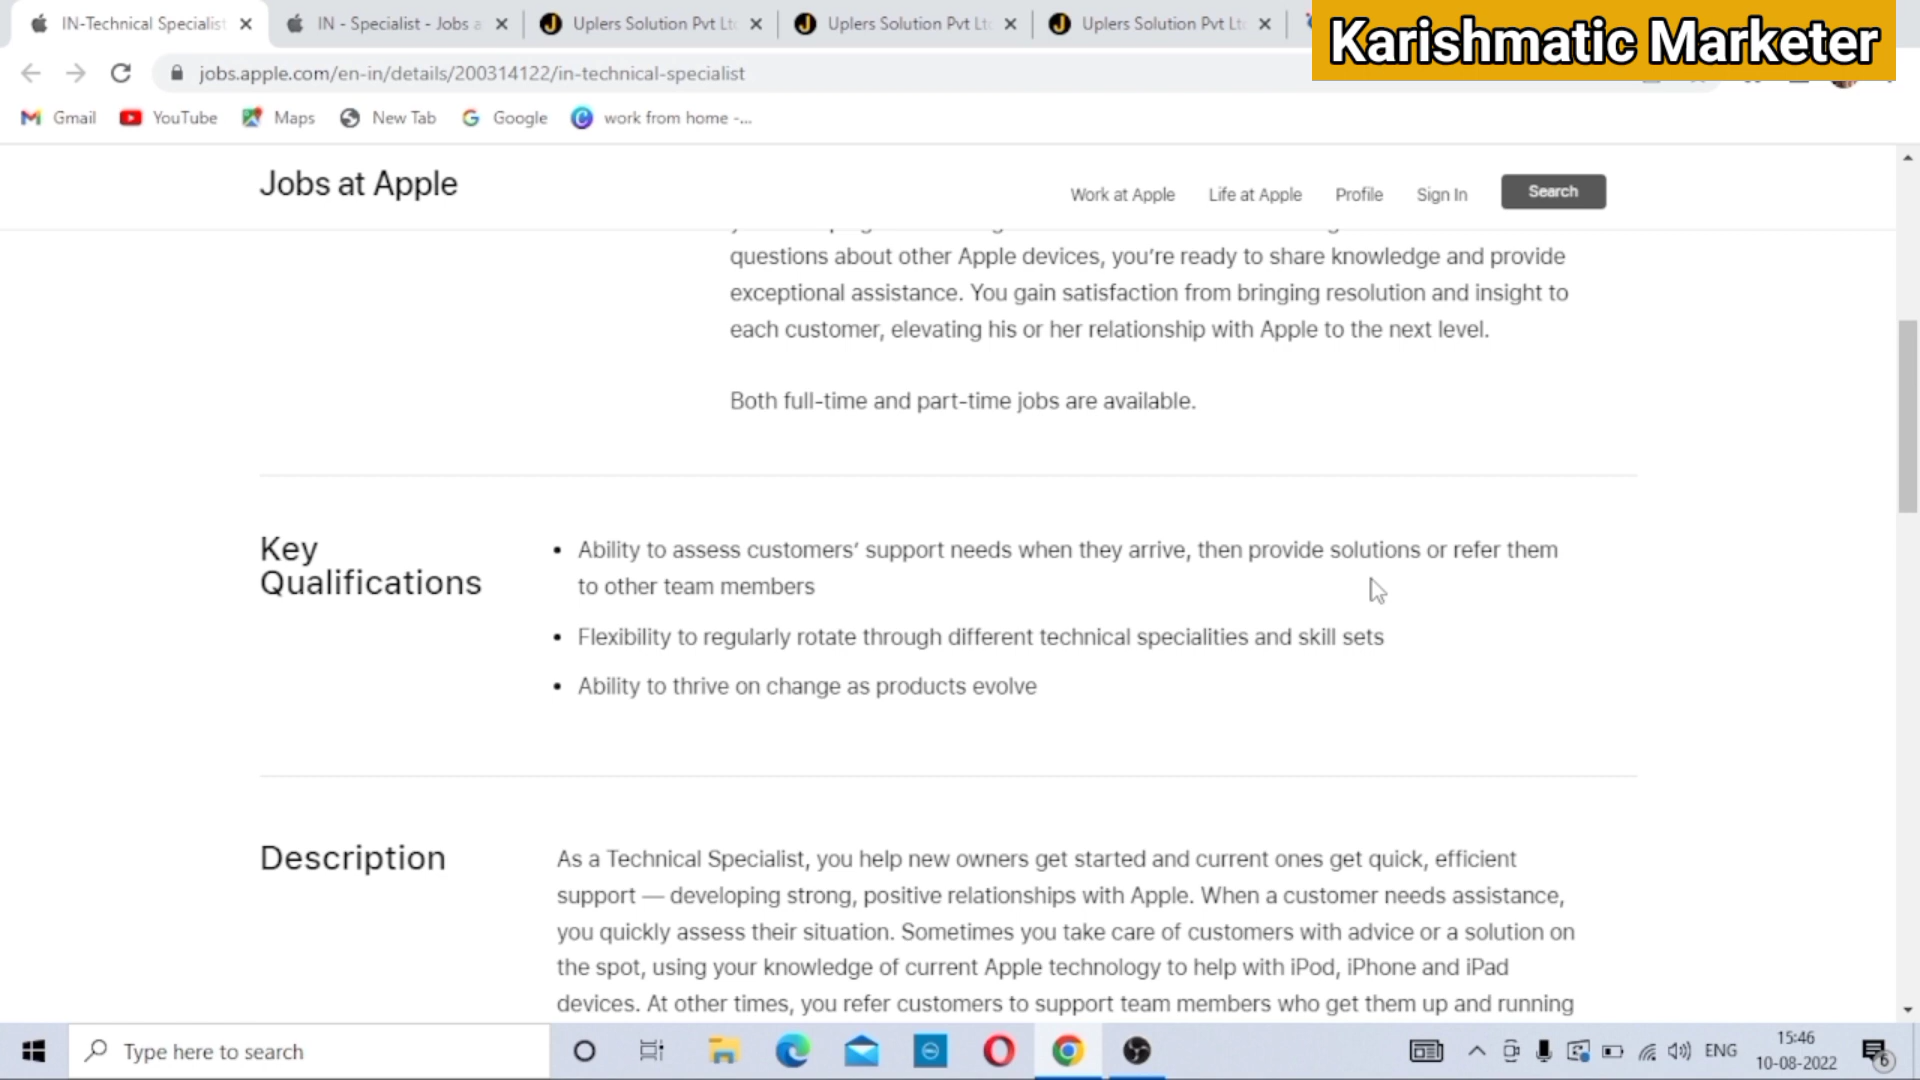 IN-Technical Specialist
IN - Specialist - Jobs a
Uplers Solution Pvt Lt
Uplers Solution Pvt Lt
Uplers Solution Pvt Lt
Karishmatic Marketer
jobs.apple.com/en-in/details/200314122/in-technical-specialist
Gmail
YouTube
Maps
New Tab
Google
work from home -...
Jobs at Apple
Work at Apple
Life at Apple
Profile
Sign In
Search
questions about other Apple devices, you're ready to share knowledge and provide
exceptional assistance. You gain satisfaction from bringing resolution and insight to
each customer, elevating his or her relationship with Apple to the next level.
Both full-time and part-time jobs are available.
Key
Qualifications
• Ability to assess customers' support needs when they arrive, then provide solutions or refer them
to other team members
• Flexibility to regularly rotate through different technical specialities and skill sets
• Ability to thrive on change as products evolve
Description
As a Technical Specialist, you help new owners get started and current ones get quick, efficient
support — developing strong, positive relationships with Apple. When a customer needs assistance,
you quickly assess their situation. Sometimes you take care of customers with advice or a solution on
the spot, using your knowledge of current Apple technology to help with iPod, iPhone and iPad
devices. At other times, you refer customers to support team members who get them up and running
Type here to search
ENG
15:46
10-08-2022
6